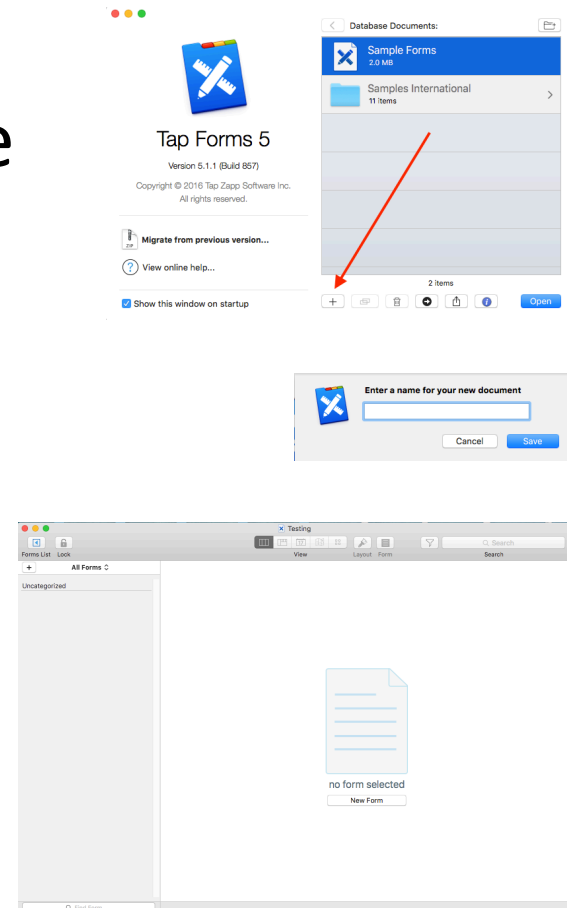 e
Database Documents:
Sample Forms
2.0 MB
Samples International
11 items
Tap Forms 5
Version 5.1.1 (Build 857)
Copyright © 2016 Tap Zapp Software Inc.
All rights reserved.
ZIP
Migrate from previous version...
? View online help...
2 items
Show this window on startup
+
i
Open
Enter a name for your new document
Cancel
Save
Testing
Search
Forms List
Lock
View
Layout
Form
Search
+
All Forms
Uncategorized
no form selected
New Form